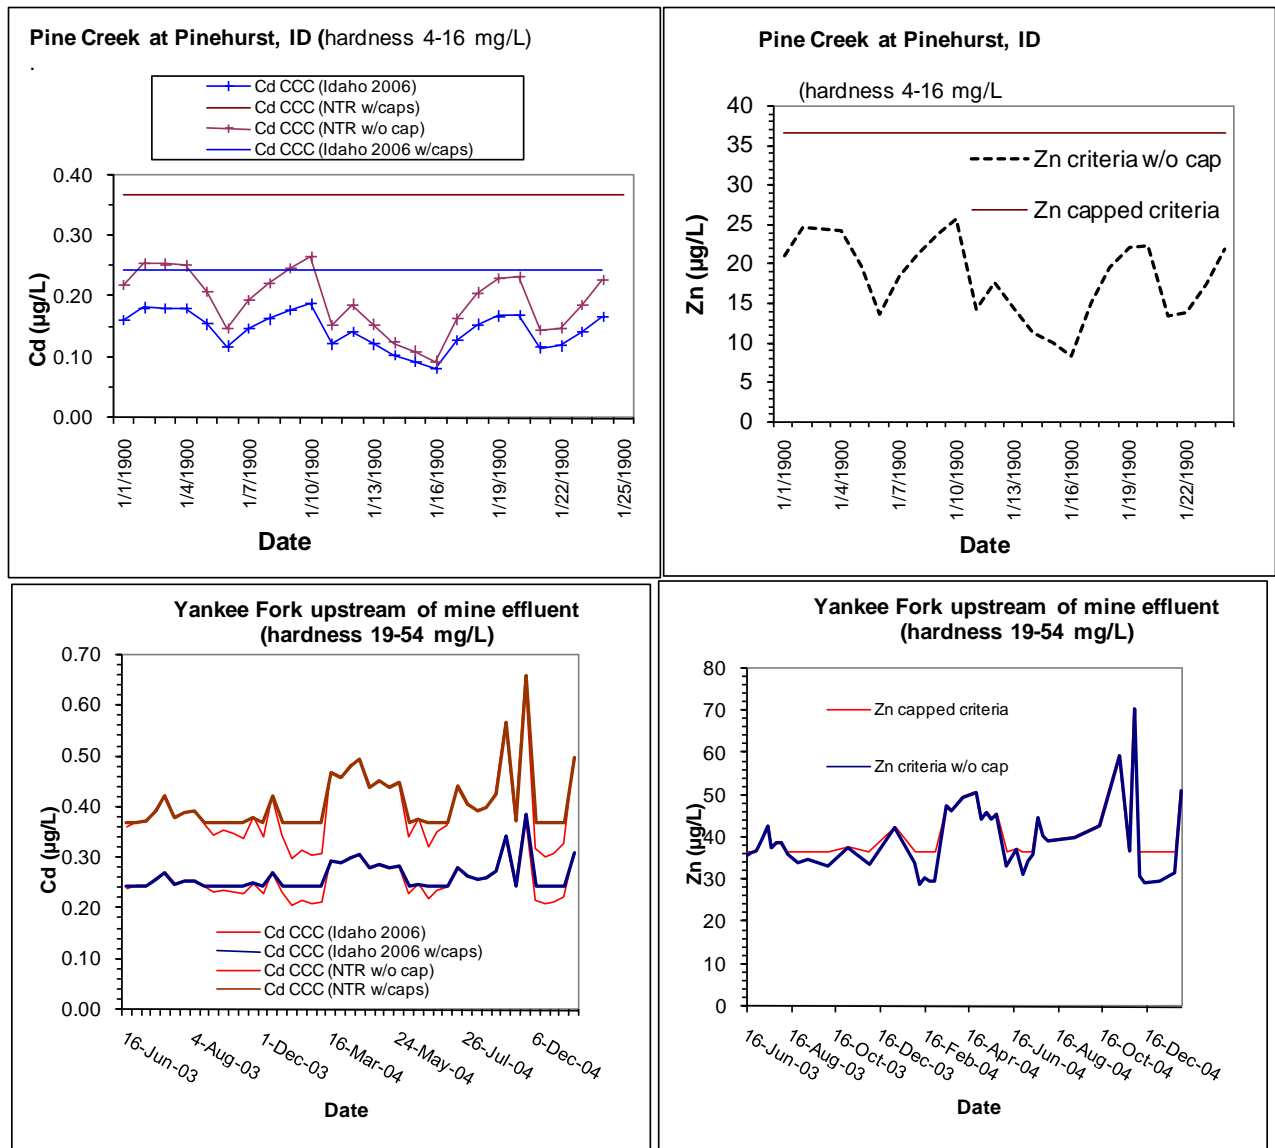 Pine Creek at Pinehurst, ID (hardness 4-16 mg/L)
.
Cd CCC (Idaho 2006)
Cd CCC (NTR w/caps)
Cd CCC (NTR w/o cap)
Cd CCC (Idaho 2006 w/caps)
0.40
0.30
0.20
0.10
0.00
Cd (µg/L)
1/1/1900
1/4/1900
1/7/1900
1/10/1900
1/13/1900
1/16/1900
1/19/1900
1/22/1900
1/25/1900
Date
Pine Creek at Pinehurst, ID
(hardness 4-16 mg/L
40
35
30
25
20
15
10
5
0
Zn (µg/L)
Zn criteria w/o cap
Zn capped criteria
1/1/1900
1/4/1900
1/7/1900
1/10/1900
1/13/1900
1/16/1900
1/19/1900
1/22/1900
Date
Yankee Fork upstream of mine effluent
(hardness 19-54 mg/L)
0.70
0.60
0.50
0.40
0.30
0.20
0.10
0.00
Cd (µg/L)
Cd CCC (Idaho 2006)
Cd CCC (Idaho 2006 w/caps)
Cd CCC (NTR w/o cap)
Cd CCC (NTR w/caps)
16-Jun-03
4-Aug-03
1-Dec-03
16-Mar-04
24-May-04
26-Jul-04
6-Dec-04
Date
Yankee Fork upstream of mine effluent
(hardness 19-54 mg/L)
80
70
60
50
40
30
20
10
0
Zn (µg/L)
Zn capped criteria
Zn criteria w/o cap
16-Jun-03
16-Aug-03
16-Oct-03
16-Dec-03
16-Feb-04
16-Apr-04
16-Jun-04
16-Aug-04
16-Oct-04
16-Dec-04
Date